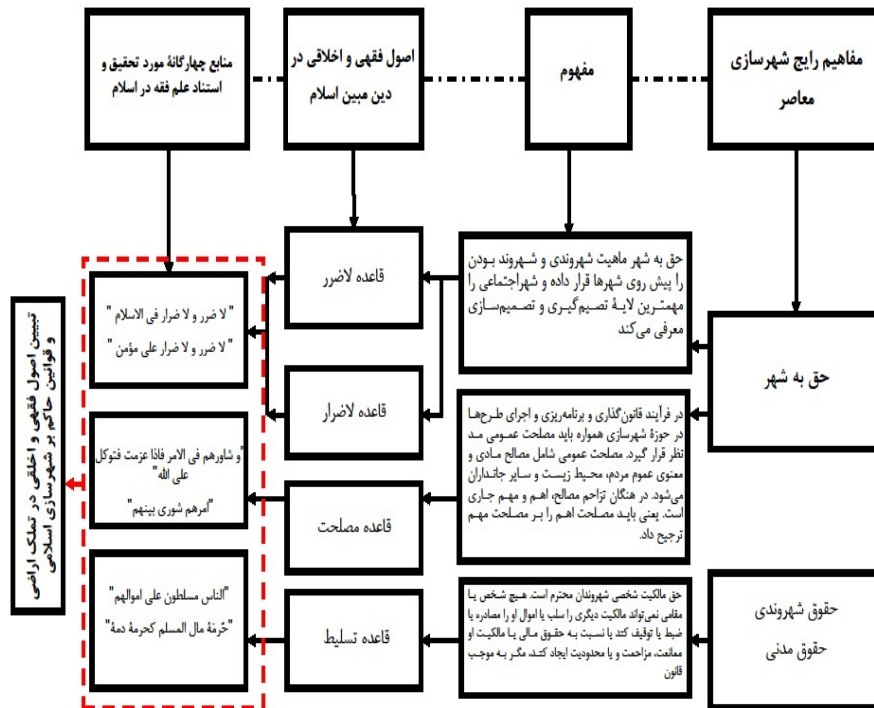 مفاهیم رایج شهرسازی
معاصر
مفهوم
اصول فقهی و اخلاقی در
دین مبین اسلام
منابع چهارگانۀ مورد تحقیق و
استناد علم فقه در اسلام
حق به شهر
حق به شهر ماهیت شهروندی و شهروند بودن
را پیش روی شهرها قرار داده و شهراجتماعی را
مهمترین لایۀ تصیم‌گیری و تصمیم‌سازی
معرفی می‌کند
قاعده لاضرر
" لا ضرر و لا ضرار فی الاسلام "
" لا ضرر و لا ضرار علی مؤمن "
قاعده لاضرار
در فرآیند قانون‌گذاری و برنامه‌ریزی و اجرای طرح‌ها
در حوزۀ شهرسازی همواره باید مصلحت عمومی مد
نظر قرار گیرد. مصلحت عمومی شامل مصالح مادی و
معنوی عموم مردم، محیط زیست و سایر جانداران
می‌شود. در هنگان تزاحم مصالح، اهم و مهم جاری
است. یعنی باید مصلحت اهم را بر مصلحت مهم
ترجیح داد.
قاعده مصلحت
"و شاورهم فی الامر فاذا عزمت فتوکل
علی الله"
"امرهم شوری بینهم"
حقوق شهروندی
حقوق مدنی
حق مالکیت شخصی شهروندان محترم است. هیچ شخص یا
مقامی نمی‌تواند مالکیت دیگری را سلب یا اموال او را مصادره یا
ضبط یا توقیف کند یا نسبت به حقوق مالی یا مالکیت او
ممانعت، مزاحمت و یا محدودیت ایجاد کند، مگر به موجب
قانون
قاعده تسلیط
"الناس مسلطون علی اموالهم"
"حُرمَةُ مال المسلم کحرمة دمة"
تبیین اصول فقهی و اخلقی در تملک اراضی
و قوانین حاکم بر شهرسازی اسلامی